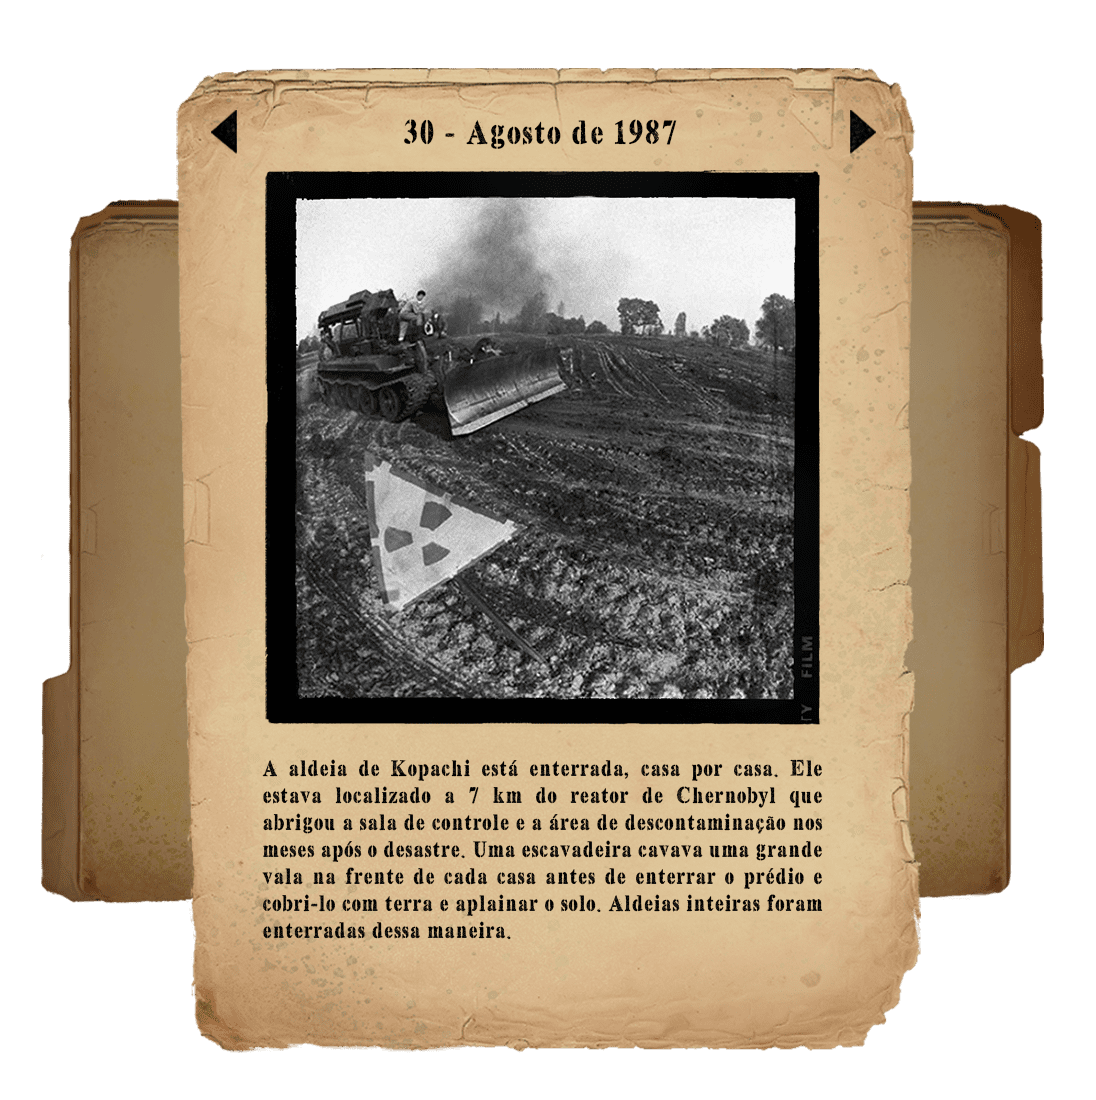 30 - Agosto de 1987
TY FILM
A aldeia de Kopachi está enterrada, casa por casa. Ele
estava localizado a 7 km do reator de Chernobyl que
abrigou a sala de controle e a área de descontaminação nos
meses após o desastre. Uma escavadeira cavava uma grande
vala na frente de cada casa antes de enterrar o prédio e
cobri-lo com terra e aplainar o solo. Aldeias inteiras foram
enterradas dessa maneira.